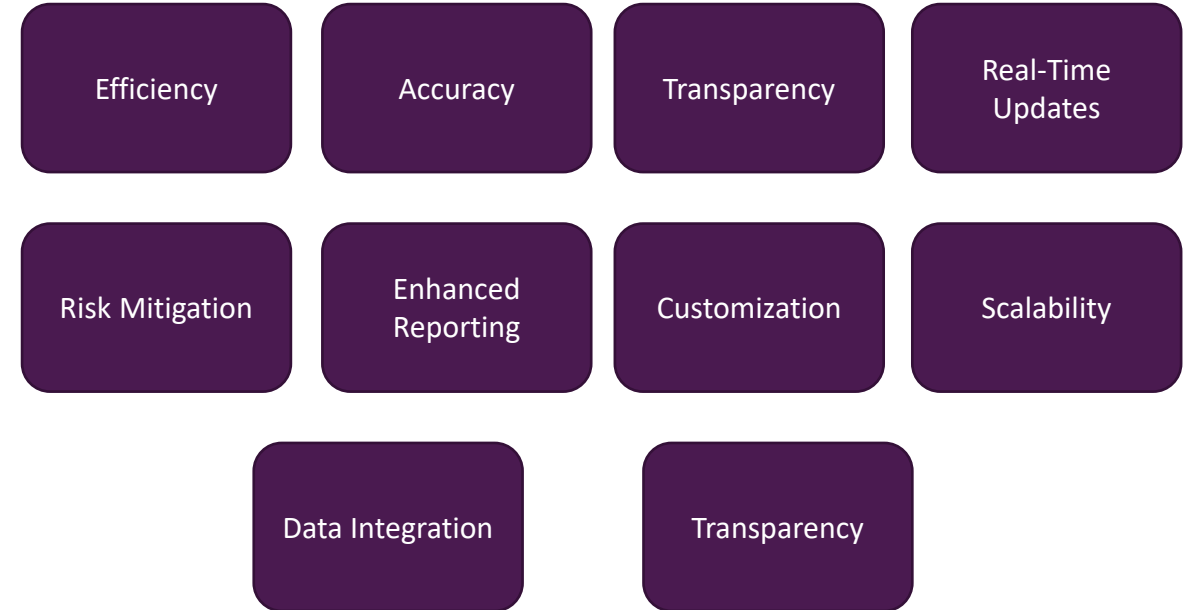 Efficiency
Accuracy
Transparency
Real-Time
Updates
Risk Mitigation
Enhanced
Reporting
Customization
Scalability
Data Integration
Transparency